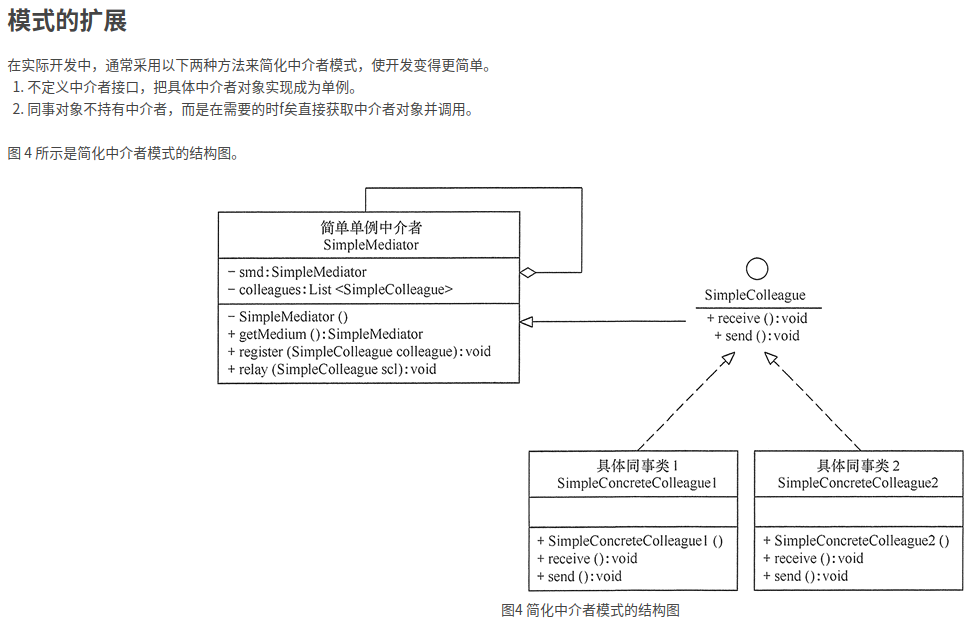 模式的扩展
在实际开发中，通常采用以下两种方法来简化中介者模式，使开发变得更简单。
1. 不定义中介者接口，把具体中介者对象实现成为单例。
2. 同事对象不持有中介者，而是在需要的时f矣直接获取中介者对象并调用。
图 4 所示是简化中介者模式的结构图。
简单单例中介者
SimpleMediator
- smd:SimpleMediator
- colleagues:List <SimpleColleague>
- SimpleMediator ()
+ getMedium ():SimpleMediator
+ register (SimpleColleague colleague):void
+ relay (SimpleColleague scl):void
SimpleColleague
+ receive ():void
+ send ():void
具体同事类 1
SimpleConcreteColleague1
+ SimpleConcreteColleague1 ()
+ receive ():void
+ send ():void
具体同事类 2
SimpleConcreteColleague2
+ SimpleConcreteColleague2 ()
+ receive ():void
+ send ():void
图4 简化中介者模式的结构图